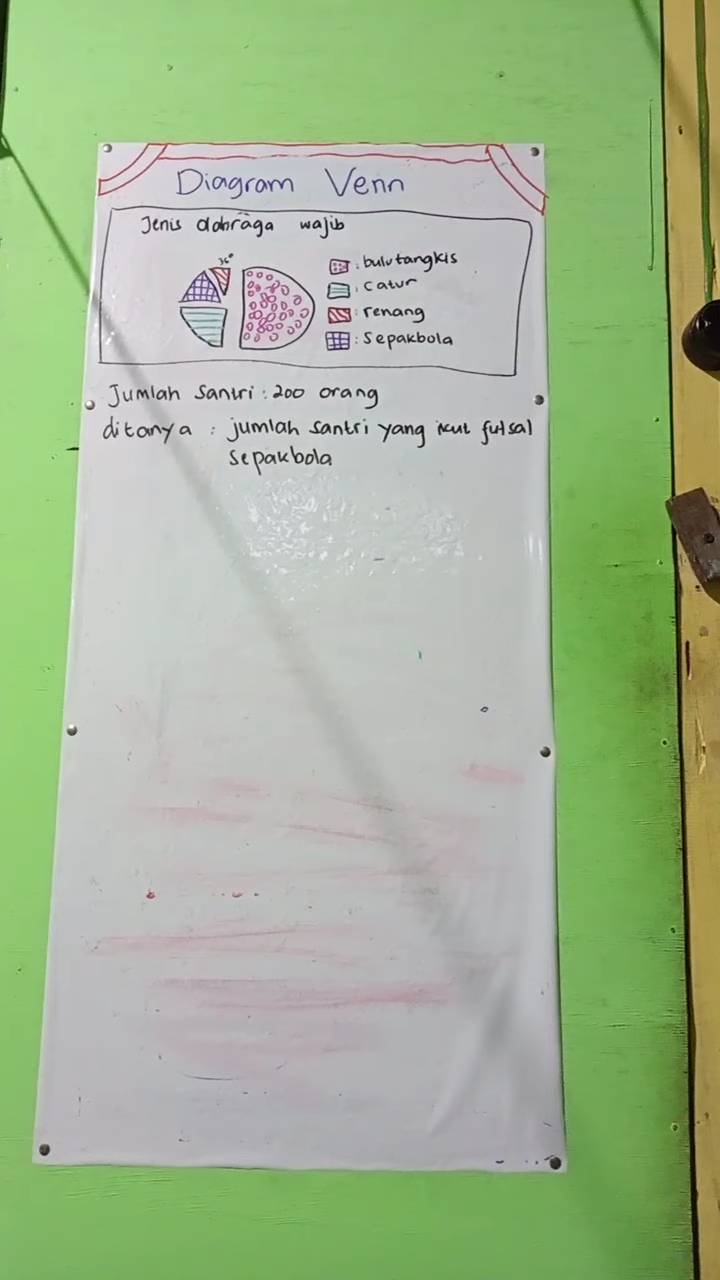 Diagram Venn
Jenis olahraga wajib
36°
: bulutangkis
: Catur
: renang
: Sepakbola
Jumlah Santri : 200 orang
ditanya : jumlah santri yang ikut futsal
sepakbola